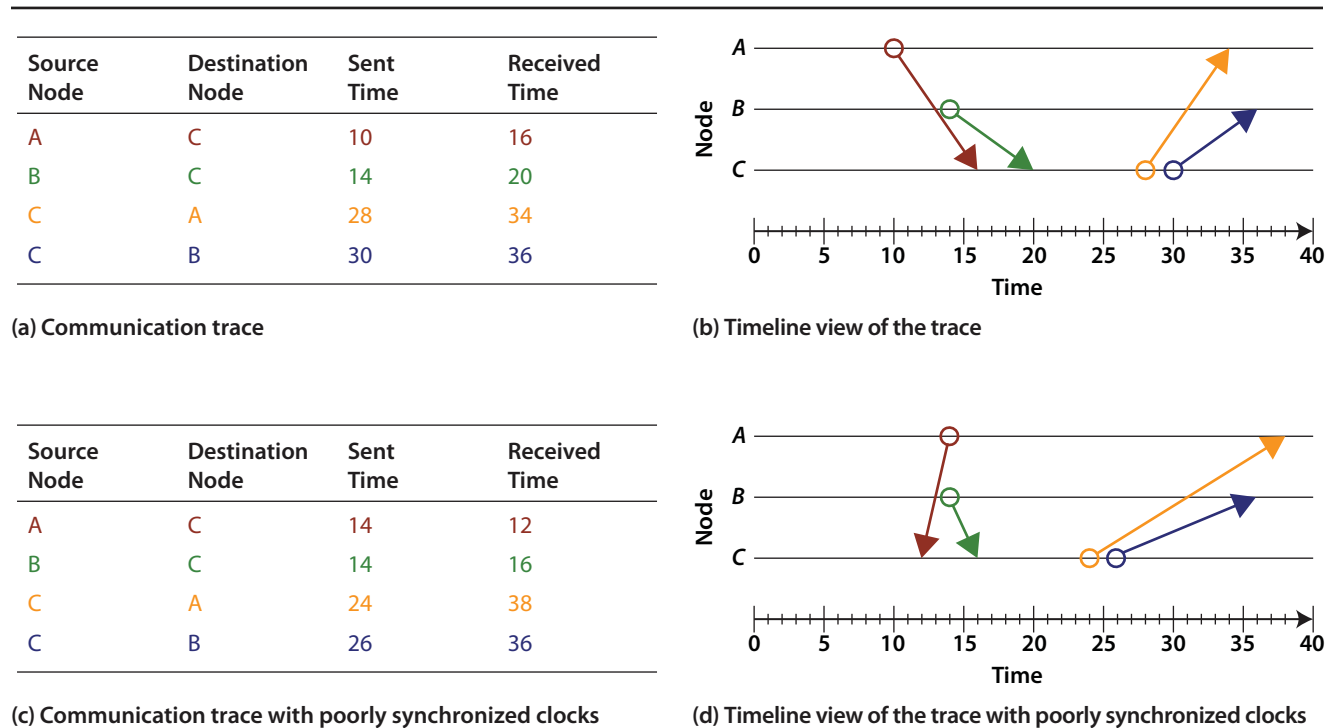 Source Destination Sent Received
Node Node Time Time
A C 10 16
B C 14 20
C A 28 34
C B 30 36
(a) Communication trace
A
B
C
Node
0 5 10 15 20 25 30 35 40
Time
(b) Timeline view of the trace
Source Destination Sent Received
Node Node Time Time
A C 14 12
B C 14 16
C A 24 38
C B 26 36
(c) Communication trace with poorly synchronized clocks
A
B
C
Node
0 5 10 15 20 25 30 35 40
Time
(d) Timeline view of the trace with poorly synchronized clocks